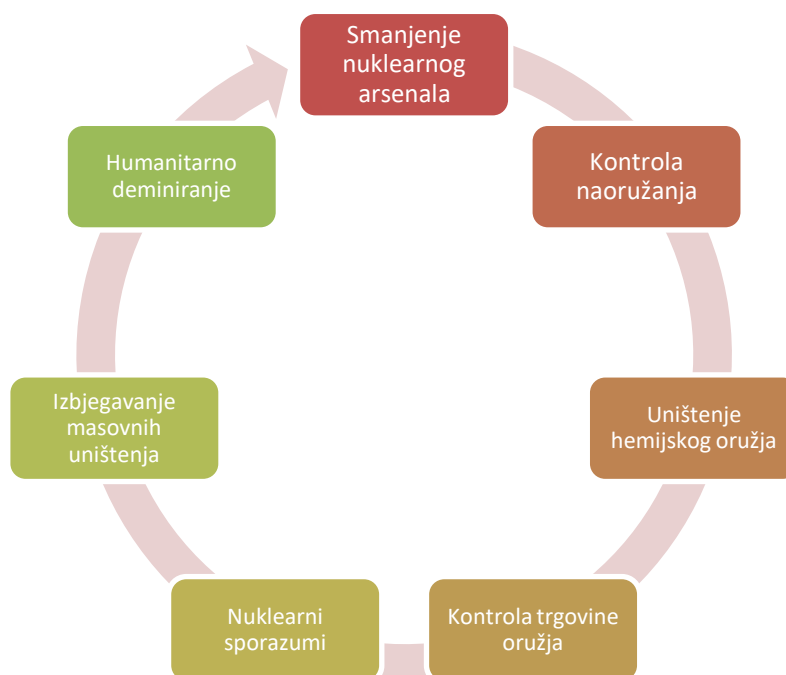 Smanjenje
nuklearnog
arsenala
Kontrola
naoružanja
Uništenje
hemijskog oružja
Kontrola trgovine
oružja
Nuklearni
sporazumi
Izbjegavanje
masovnih
uništenja
Humanitarno
deminiranje